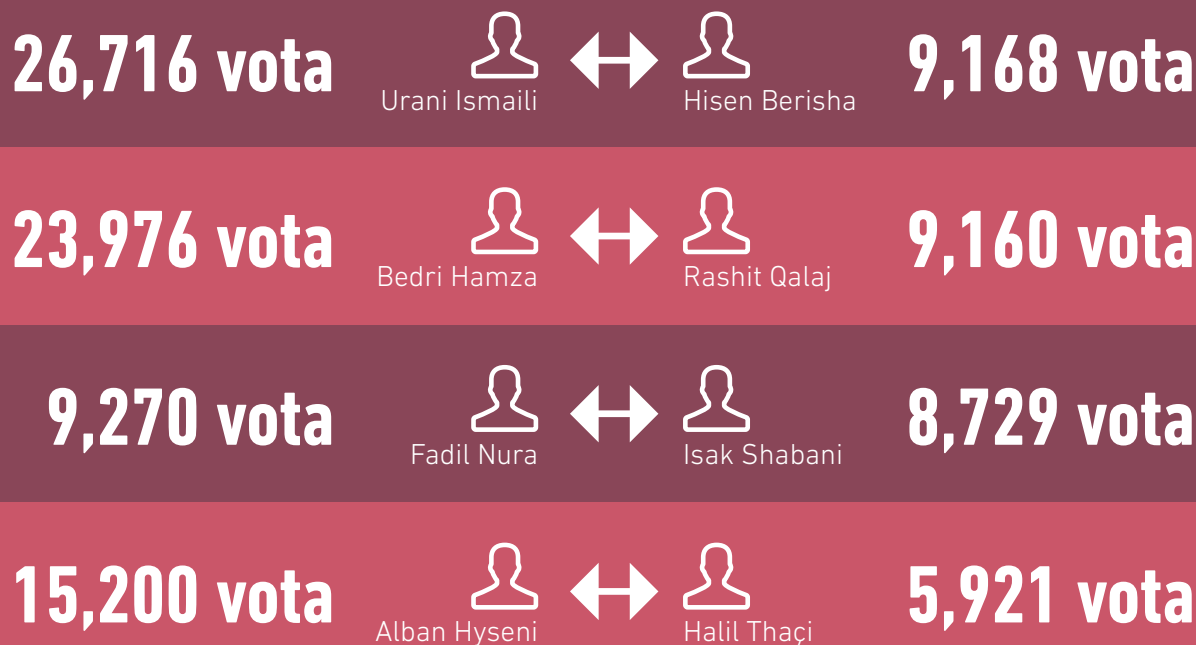 26,716 vota
Urani Ismaili
Hisen Berisha
9,168 vota
23,976 vota
Bedri Hamza
Rashit Qalaj
9,160 vota
9,270 vota
Fadil Nura
Isak Shabani
8,729 vota
15,200 vota
Alban Hyseni
Halil Thaçi
5,921 vota